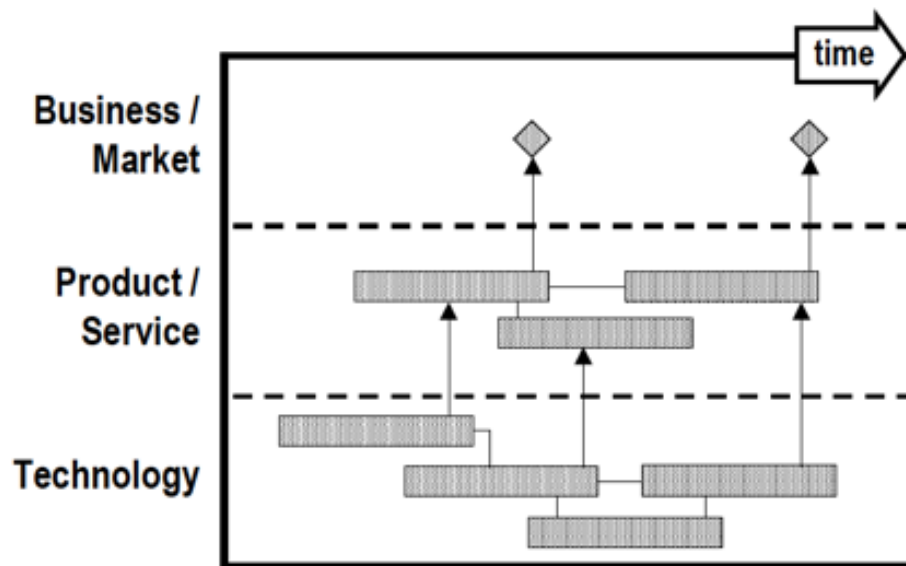 time
Business /
Market
Product /
Service
Technology